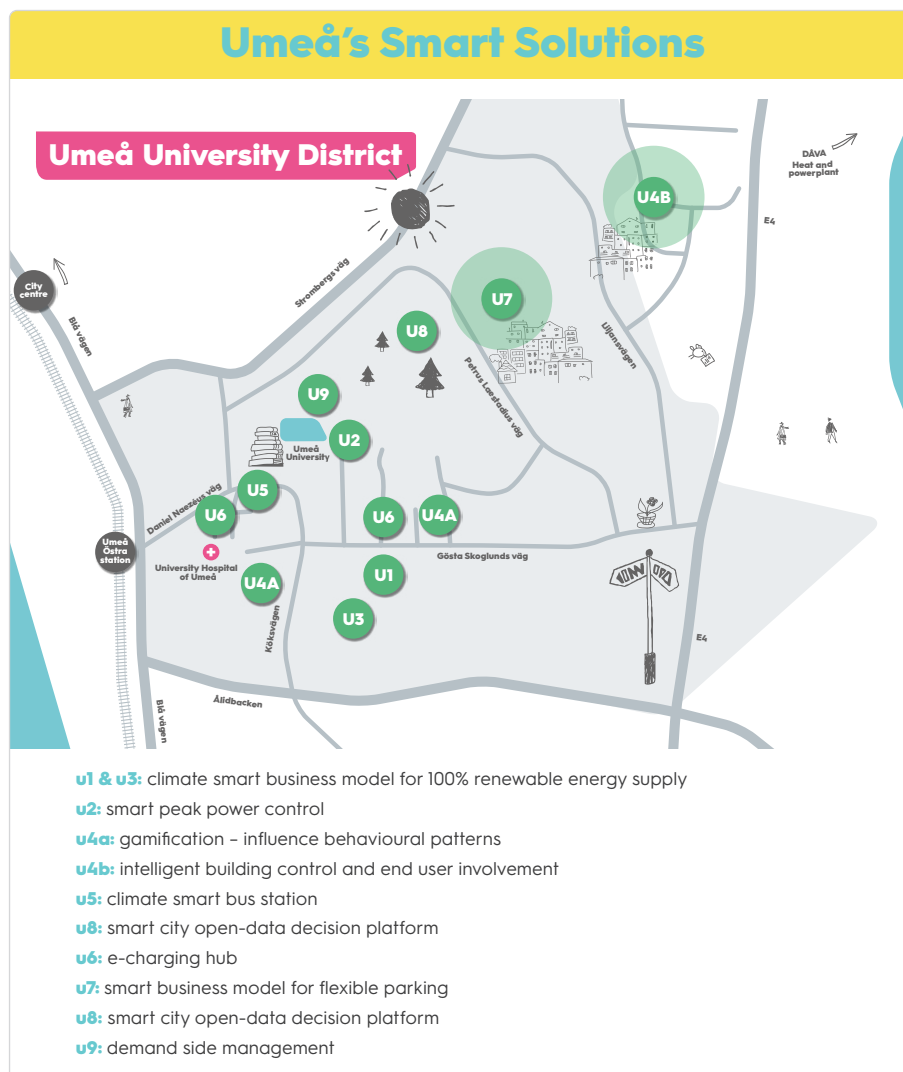 Umeå's Smart Solutions
Umeå University District
DÅVA
Heat and
powerplant
U4B
E4
City
centre
Strombergs väg
U7
Blå vägen
U8
Liljansvägen
Petrus Laestadius väg
U9
U2
Umeå
University
U5
Daniel Naezéus väg
U6
U6
U4A
Umeå
Östra
station
Gösta Skoglunds väg
University Hospital
of Umeå
U4A
U1
Köksvägen
U3
E4
Ålidbacken
Blå vägen
u1 & u3: climate smart business model for 100% renewable energy supply
u2: smart peak power control
u4a: gamification – influence behavioural patterns
u4b: intelligent building control and end user involvement
u5: climate smart bus station
u8: smart city open-data decision platform
u6: e-charging hub
u7: smart business model for flexible parking
u8: smart city open-data decision platform
u9: demand side management